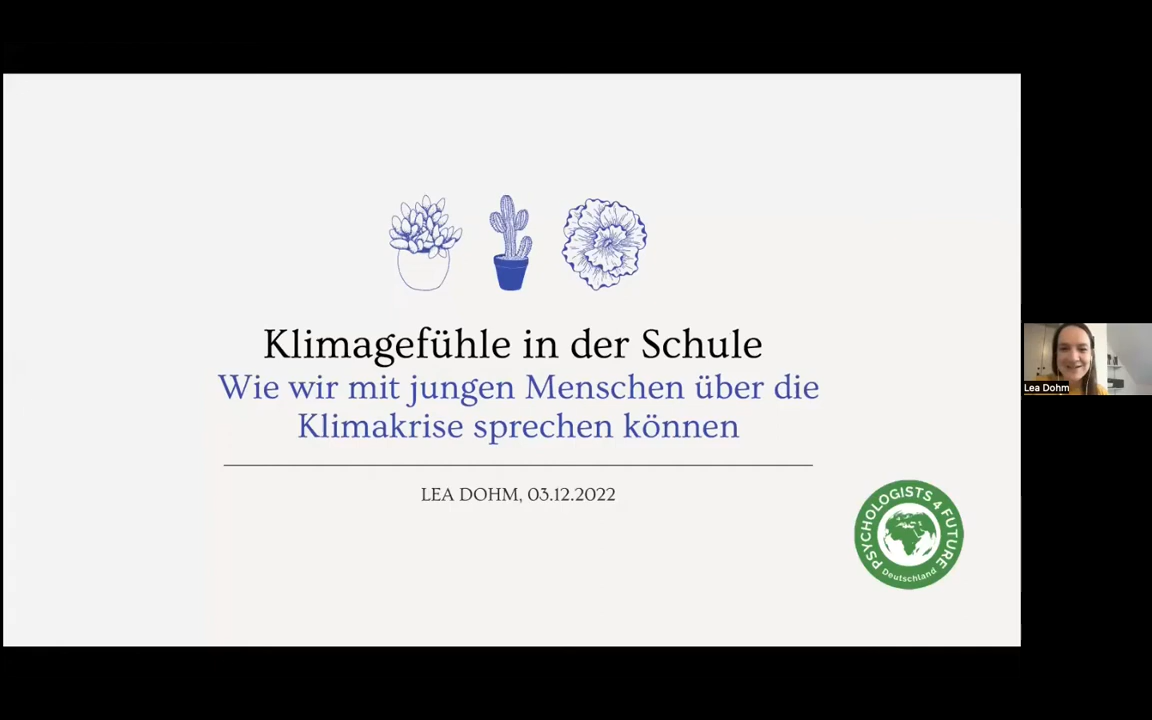 Klimagefühle in der Schule
Wie wir mit jungen Menschen über die
Klimakrise sprechen können
LEA DOHM, 03.12.2022
PSYCHOLOGISTS 4 FUTURE
Deutschland
Lea Dohm